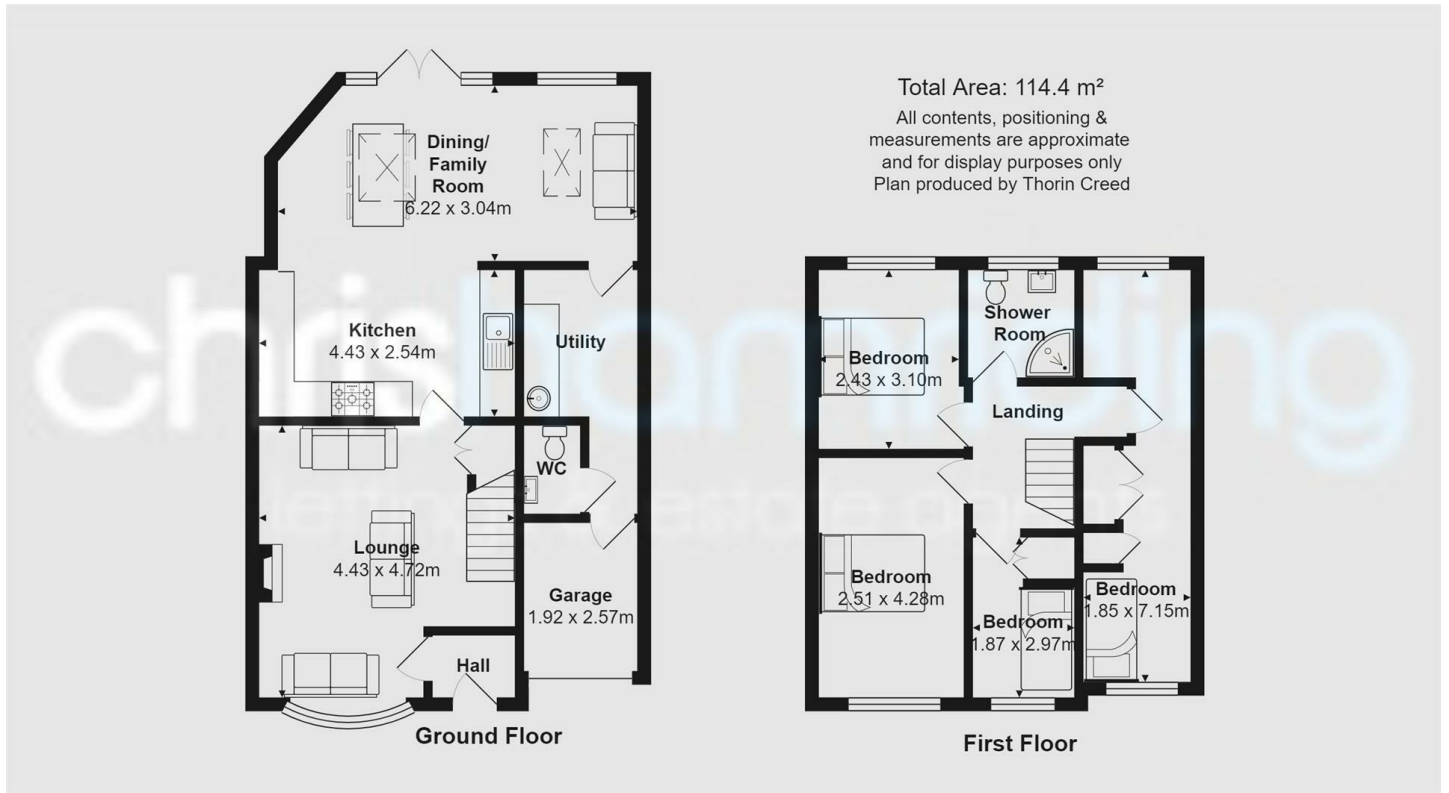 Total Area: 114.4 m²
All contents, positioning &
measurements are approximate
and for display purposes only
Plan produced by Thorin Creed
Dining/
Family
Room
6.22 x 3.04m
Kitchen
4.43 x 2.54m
Utility
WC
Lounge
4.43 x 4.72m
Garage
1.92 x 2.57m
Hall
Ground Floor
Bedroom
2.43 x 3.10m
Shower
Room
Landing
Bedroom
2.51 x 4.28m
Bedroom
1.87 x 2.97m
Bedroom
1.85 x 7.15m
First Floor